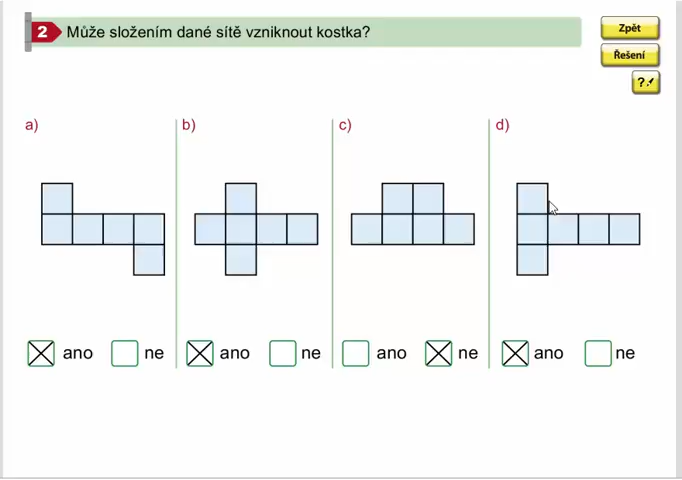 2 Může složením dané sítě vzniknout kostka?
Zpět
Řešení
?
a) b) c) d)
ano ne ano ne ano ne ano ne